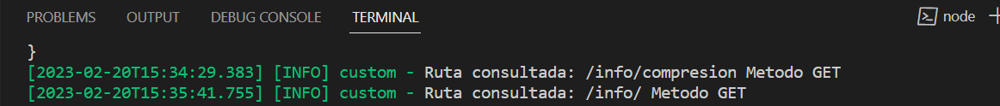 PROBLEMS OUTPUT DEBUG CONSOLE TERMINAL node
}
[2023-02-20T15:34:29.383] [INFO] custom - Ruta consultada: /info/compresion Metodo GET
[2023-02-20T15:35:41.755] [INFO] custom - Ruta consultada: /info/ Metodo GET